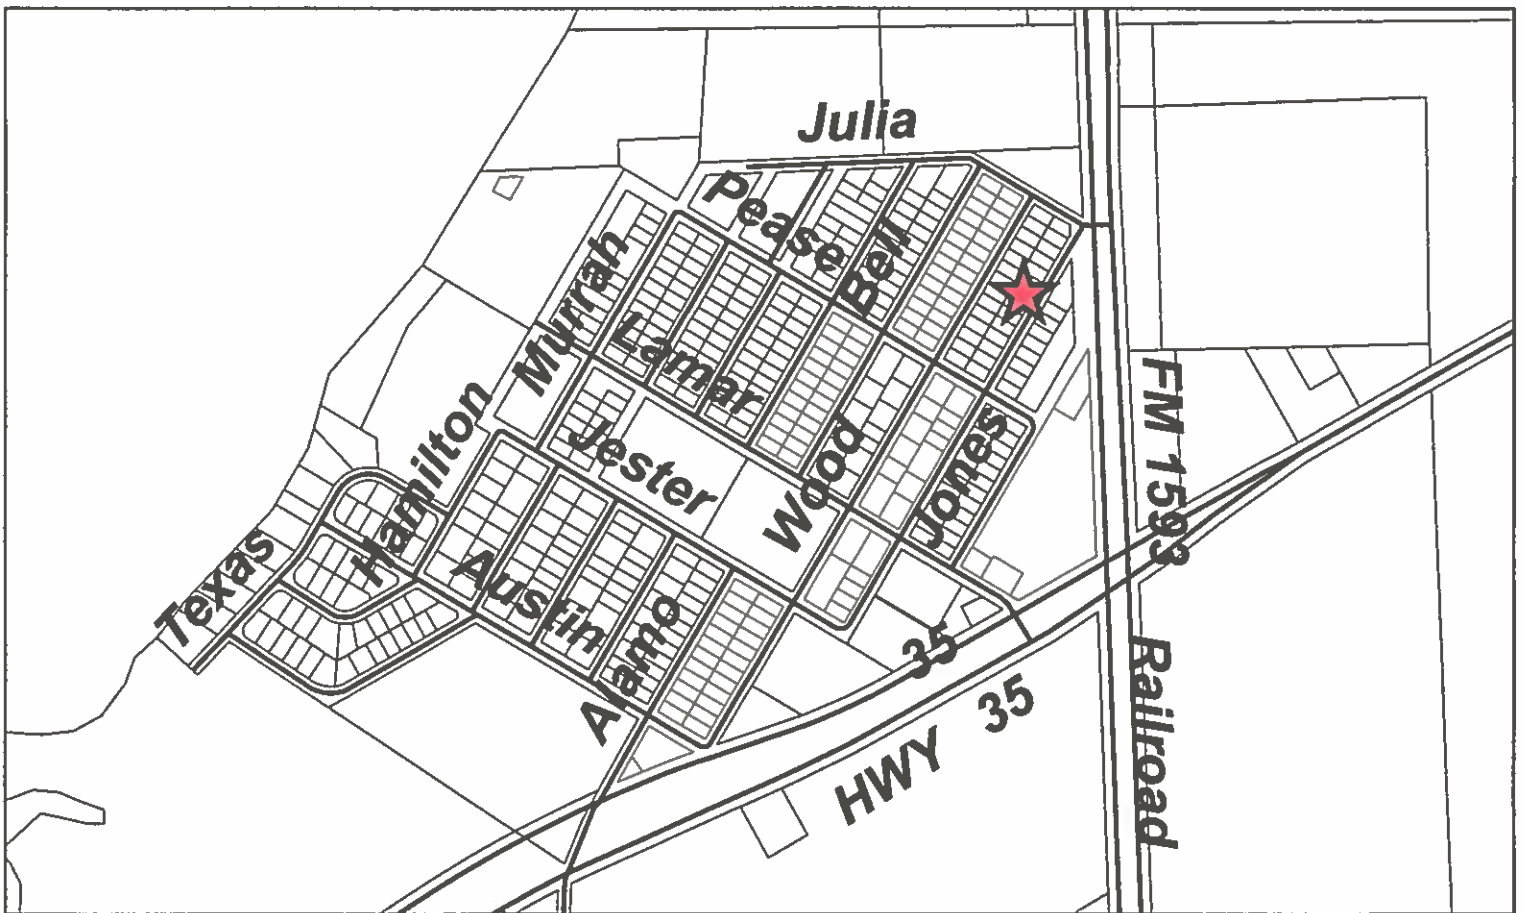 Julia
Pease
Bell
Murrah
Lamar
Hamilton
Jester
Wood
Jones
FM 1593
Texas
Austin
Alamo
35
35
HWY
Railroad